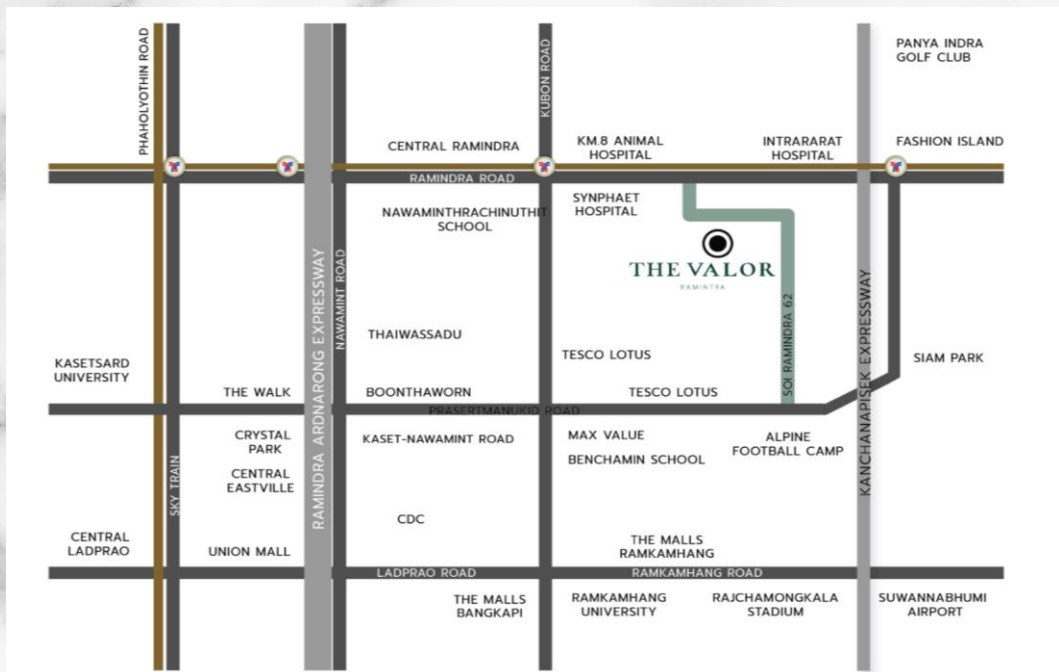 PHAHOLYOTHIN ROAD
KUBON ROAD
PANYA INDRA
GOLF CLUB
CENTRAL RAMINDRA
KM.8 ANIMAL
HOSPITAL
INTRARARAT
HOSPITAL
FASHION ISLAND
RAMINDRA ROAD
NAWAMINTHRACHINUTHIT
SCHOOL
SYNPHAET
HOSPITAL
THE VALOR
RAMINTRA
RAMINDRA ARDNARONG EXPRESSWAY
NAWAMINT ROAD
SOI RAMINDRA 62
KANCHANAPISEK EXPRESSWAY
THAIWASSADU
TESCO LOTUS
SIAM PARK
KASETSARD
UNIVERSITY
THE WALK
BOONTHAWORN
TESCO LOTUS
PRASERTMANUKID ROAD
CRYSTAL
PARK
KASET-NAWAMINT ROAD
MAX VALUE
ALPINE
FOOTBALL CAMP
BENCHAMIN SCHOOL
CENTRAL
EASTVILLE
SKY TRAIN
CDC
CENTRAL
LADPRAO
UNION MALL
THE MALLS
RAMKAMHANG
LADPRAO ROAD
RAMKAMHANG ROAD
THE MALLS
BANGKAPI
RAMKAMHANG
UNIVERSITY
RAJCHAMONGKALA
STADIUM
SUWANNABHUMI
AIRPORT